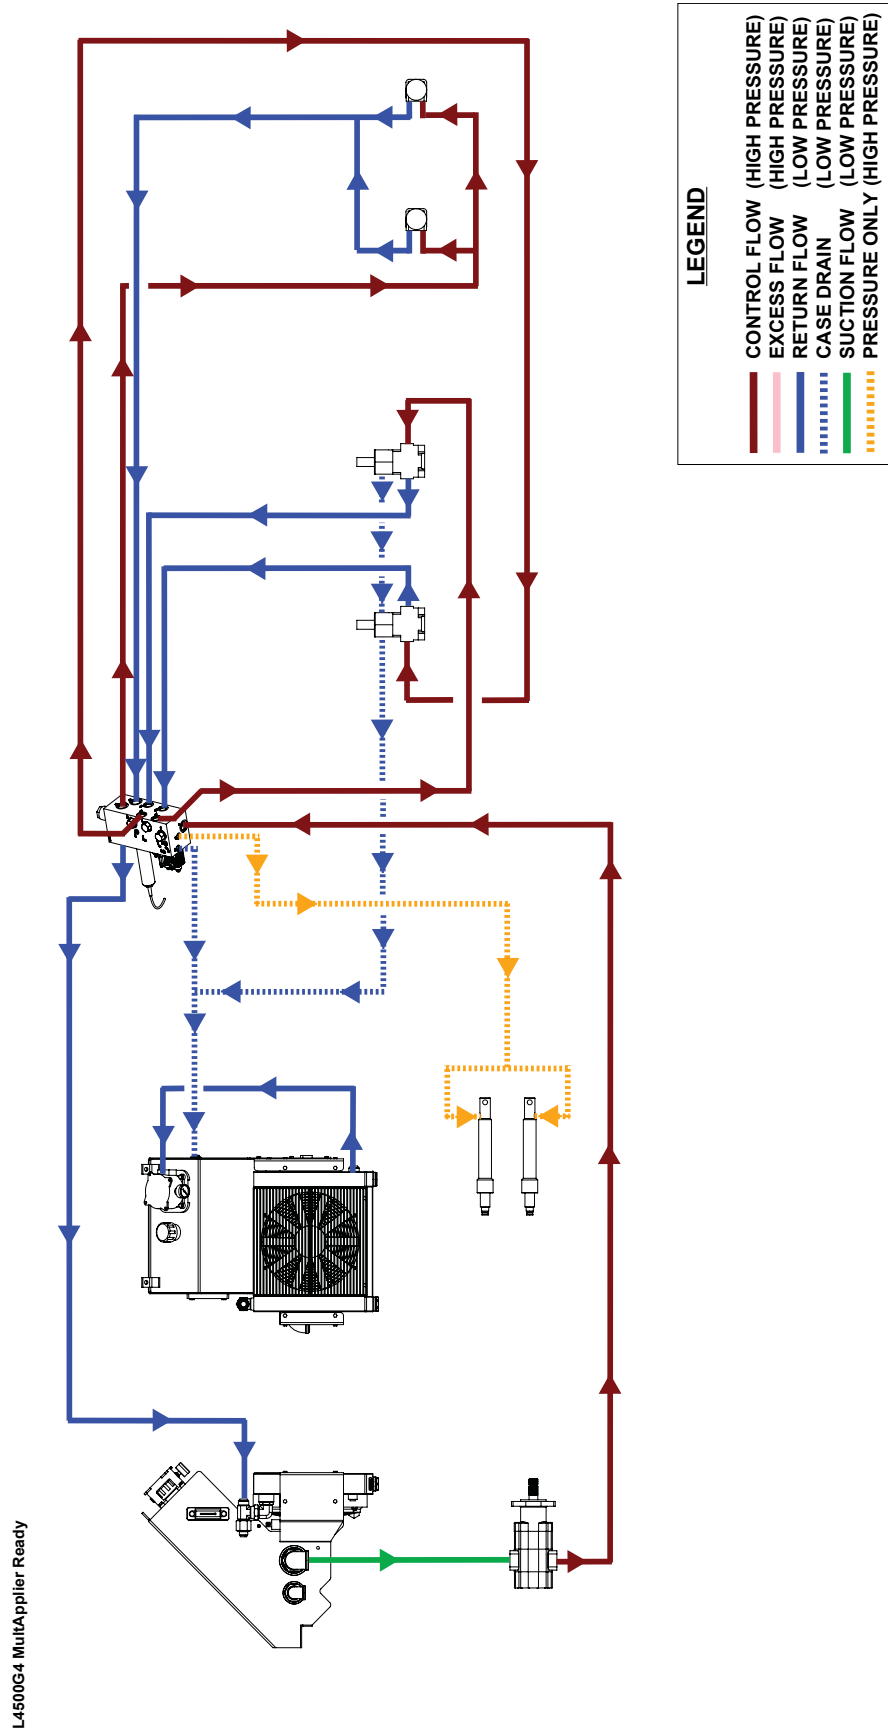 L4500G4 MultApplier Ready
LEGEND
CONTROL FLOW (HIGH PRESSURE)
EXCESS FLOW (HIGH PRESSURE)
RETURN FLOW (LOW PRESSURE)
CASE DRAIN (LOW PRESSURE)
SUCTION FLOW (LOW PRESSURE)
PRESSURE ONLY (HIGH PRESSURE)